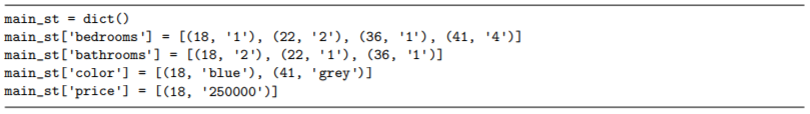 main_st = dict()
main_st['bedrooms'] = [(18, '1'), (22, '2'), (36, '1'), (41, '4')]
main_st['bathrooms'] = [(18, '2'), (22, '1'), (36, '1')]
main_st['color'] = [(18, 'blue'), (41, 'grey')]
main_st['price'] = [(18, '250000')]